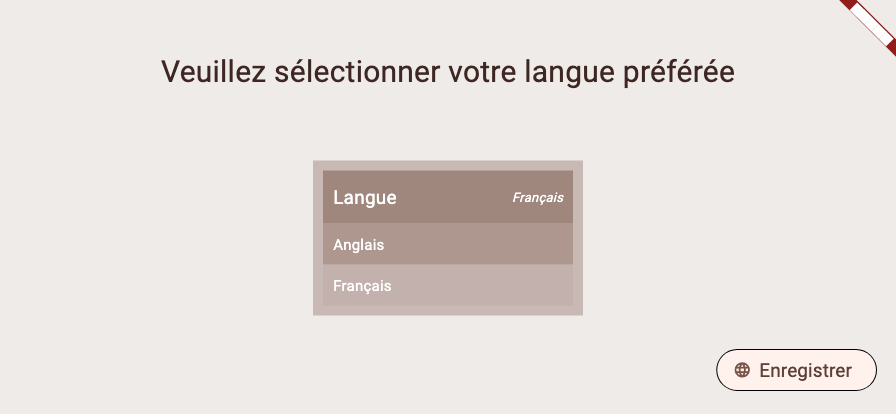 Veuillez sélectionner votre langue préférée
Langue Français
Anglais
Français
Enregistrer